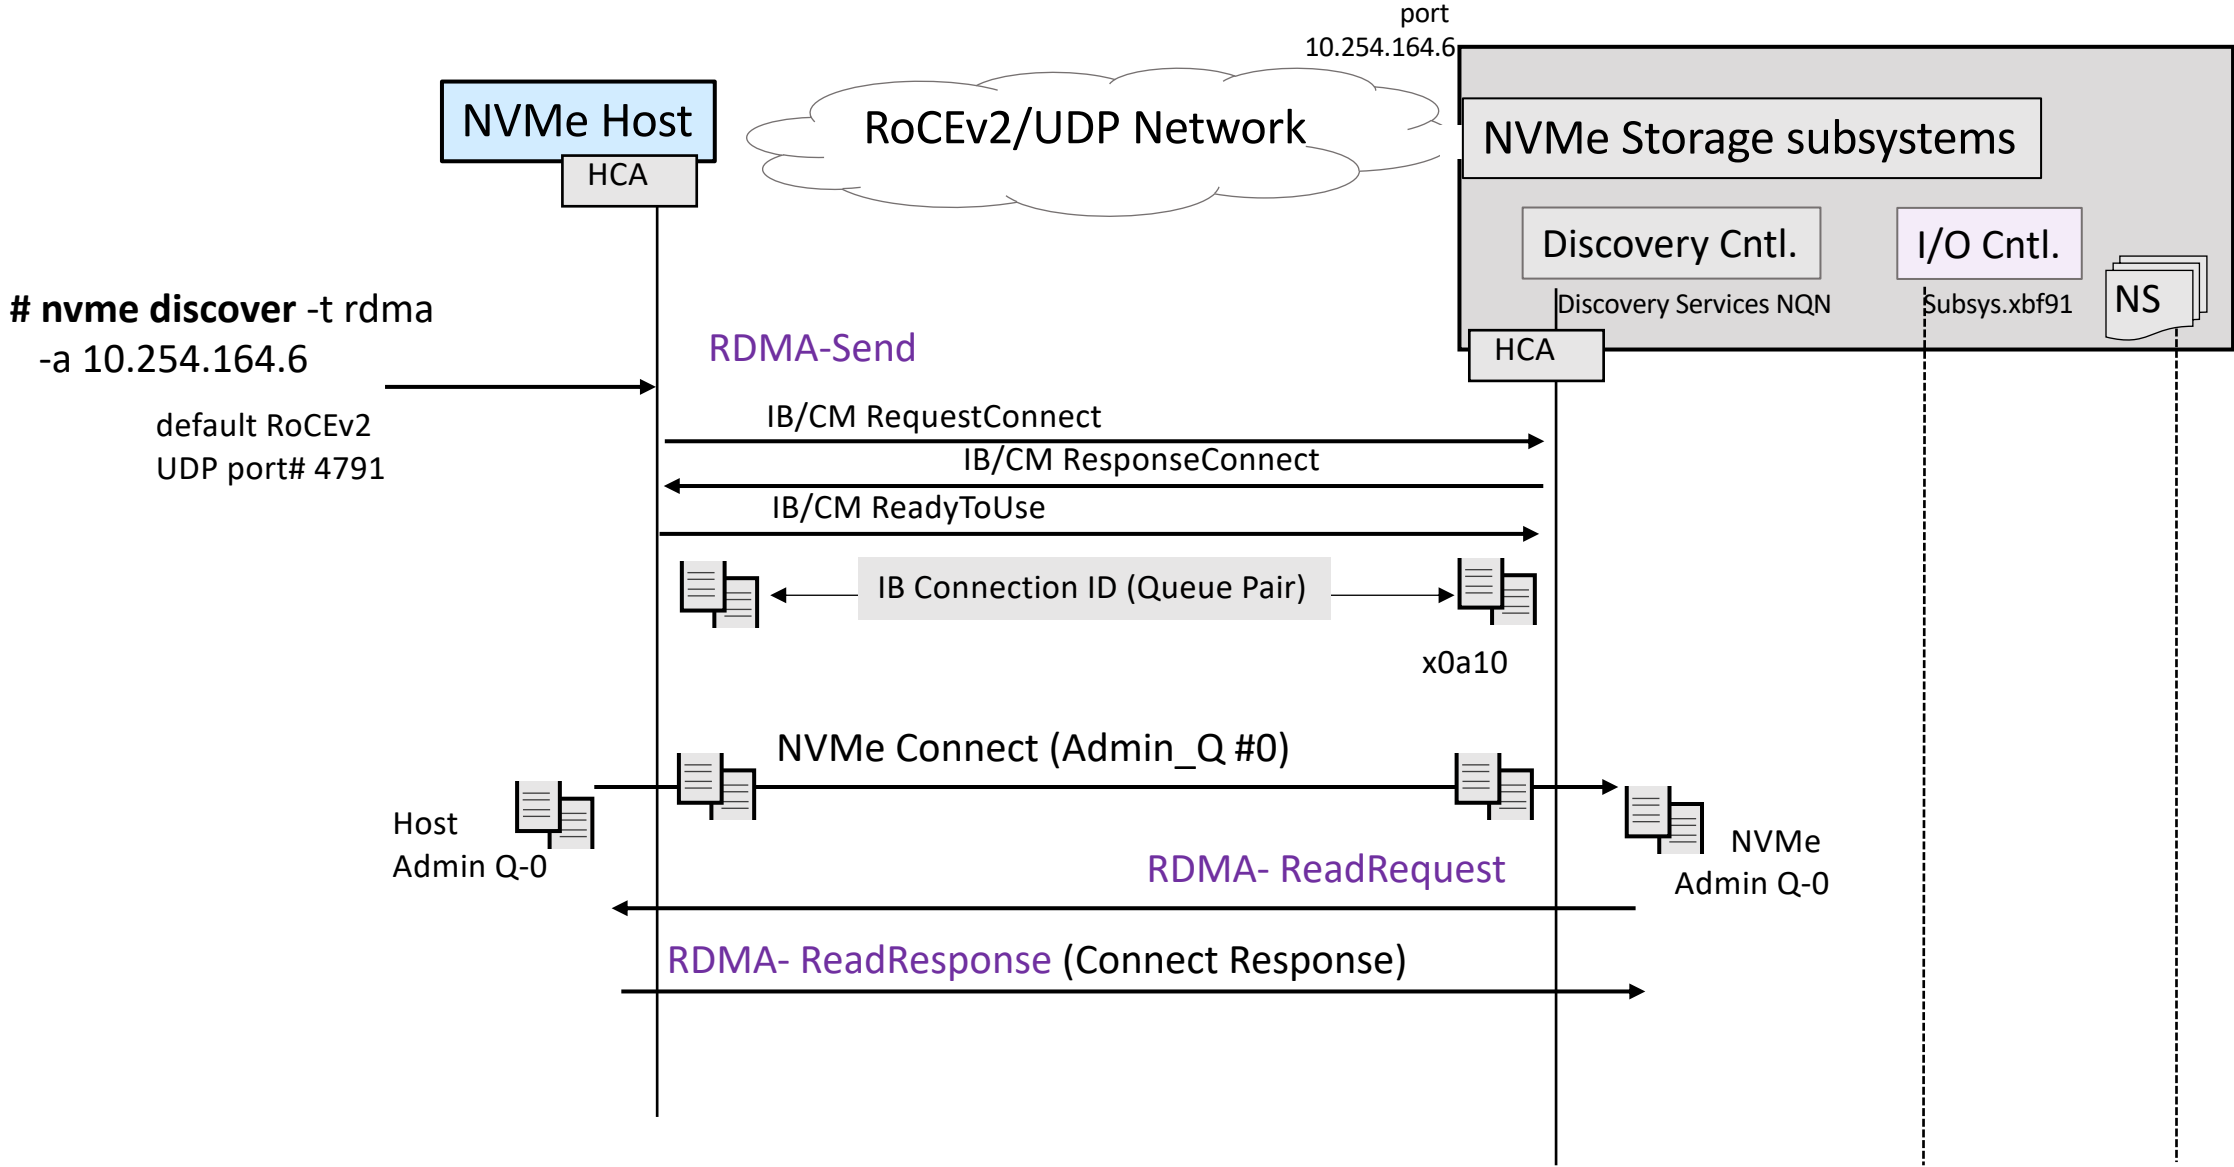 port
10.254.164.6
NVMe Host
HCA
RoCEv2/UDP Network
NVMe Storage subsystems
Discovery Cntl.
I/O Cntl.
Discovery Services NQN
Subsys.xbf91
NS
HCA
# nvme discover -t rdma
-a 10.254.164.6
default RoCEv2
UDP port# 4791
RDMA-Send
IB/CM RequestConnect
IB/CM ResponseConnect
IB/CM ReadyToUse
IB Connection ID (Queue Pair)
x0a10
NVMe Connect (Admin_Q #0)
Host
Admin Q-0
NVMe
Admin Q-0
RDMA- ReadRequest
RDMA- ReadResponse (Connect Response)